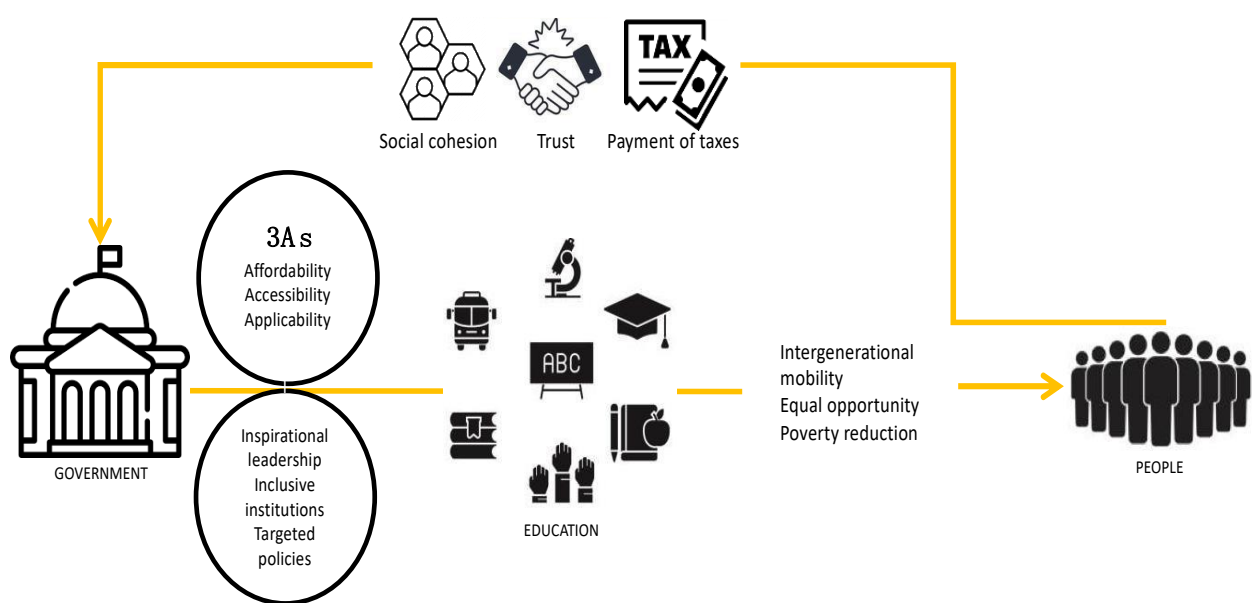 TAX
Social cohesion
Trust
Payment of taxes
3As
Affordability
Accessibility
Applicability
GOVERNMENT
Inspirational
leadership
Inclusive
institutions
Targeted
policies
ABC
EDUCATION
Intergenerational
mobility
Equal opportunity
Poverty reduction
PEOPLE